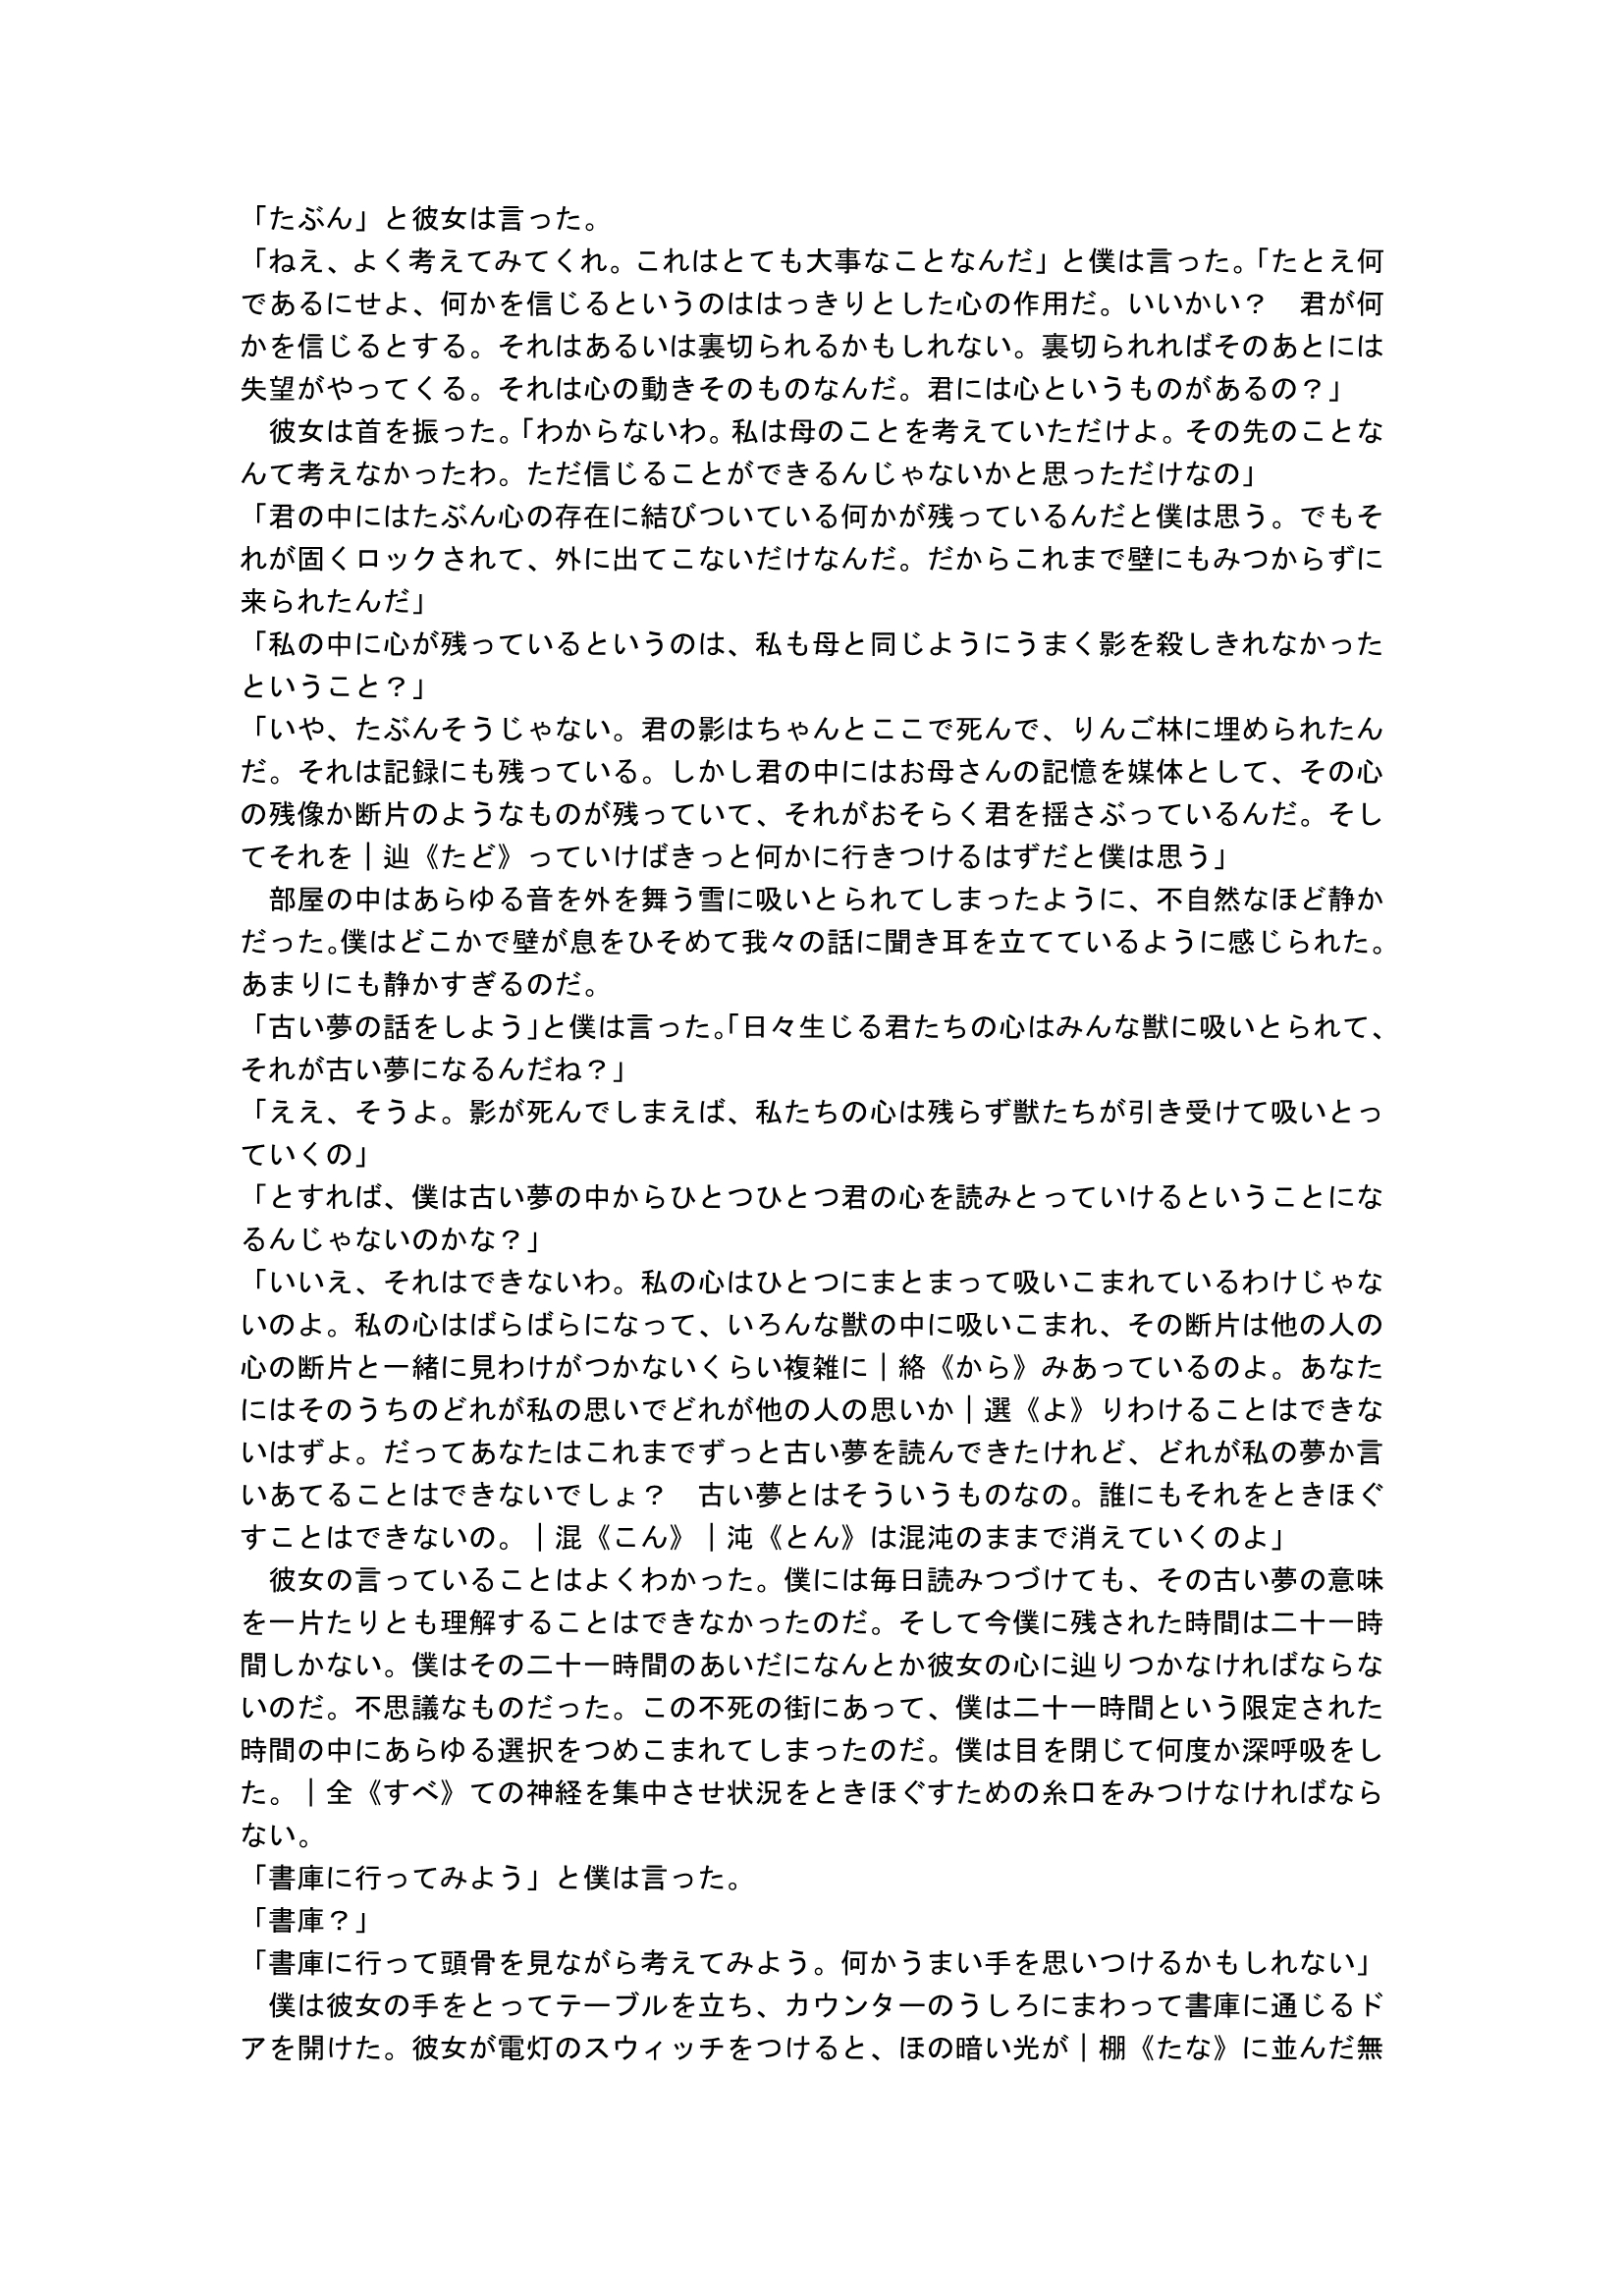 「たぶん」と彼女は言った。
「ねえ、よく考えてみてくれ。これはとても大事なことなんだ」と僕は言った。「たとえ何
であるにせよ、何かを信じるというのははっきりとした心の作用だ。いいかい？　君が何
かを信じるとする。それはあるいは裏切られるかもしれない。裏切られればそのあとには
失望がやってくる。それは心の動きそのものなんだ。君には心というものがあるの？」
　彼女は首を振った。「わからないわ。私は母のことを考えていただけよ。その先のことな
んて考えなかったわ。ただ信じることができるんじゃないかと思っただけなの」
「君の中にはたぶん心の存在に結びついている何かが残っているんだと僕は思う。でもそ
れが固くロックされて、外に出てこないだけなんだ。だからこれまで壁にもみつからずに
来られたんだ」
「私の中に心が残っているというのは、私も母と同じようにうまく影を殺しきれなかった
ということ？」
「いや、たぶんそうじゃない。君の影はちゃんとここで死んで、りんご林に埋められたん
だ。それは記録にも残っている。しかし君の中にはお母さんの記憶を媒体として、その心
の残像か断片のようなものが残っていて、それがおそらく君を揺さぶっているんだ。そし
てそれを｜辿《たど》っていけばきっと何かに行きつけるはずだと僕は思う」
　部屋の中はあらゆる音を外を舞う雪に吸いとられてしまったように、不自然なほど静か
だった。僕はどこかで壁が息をひそめて我々の話に聞き耳を立てているように感じられた。
あまりにも静かすぎるのだ。
「古い夢の話をしよう」と僕は言った。「日々生じる君たちの心はみんな獣に吸いとられて、
それが古い夢になるんだね？」
「ええ、そうよ。影が死んでしまえば、私たちの心は残らず獣たちが引き受けて吸いとっ
ていくの」
「とすれば、僕は古い夢の中からひとつひとつ君の心を読みとっていけるということにな
るんじゃないのかな？」
「いいえ、それはできないわ。私の心はひとつにまとまって吸いこまれているわけじゃな
いのよ。私の心はばらばらになって、いろんな獣の中に吸いこまれ、その断片は他の人の
心の断片と一緒に見わけがつかないくらい複雑に｜絡《から》みあっているのよ。あなた
にはそのうちのどれが私の思いでどれが他の人の思いか｜選《よ》りわけることはできな
いはずよ。だってあなたはこれまでずっと古い夢を読んできたけれど、どれが私の夢か言
いあてることはできないでしょ？　古い夢とはそういうものなの。誰にもそれをときほぐ
すことはできないの。｜混《こん》｜沌《とん》は混沌のままで消えていくのよ」
　彼女の言っていることはよくわかった。僕には毎日読みつづけても、その古い夢の意味
を一片たりとも理解することはできなかったのだ。そして今僕に残された時間は二十一時
間しかない。僕はその二十一時間のあいだになんとか彼女の心に辿りつかなければならな
いのだ。不思議なものだった。この不死の街にあって、僕は二十一時間という限定された
時間の中にあらゆる選択をつめこまれてしまったのだ。僕は目を閉じて何度か深呼吸をし
た。｜全《すべ》ての神経を集中させ状況をときほぐすための糸口をみつけなければなら
ない。
「書庫に行ってみよう」と僕は言った。
「書庫？」
「書庫に行って頭骨を見ながら考えてみよう。何かうまい手を思いつけるかもしれない」
　僕は彼女の手をとってテーブルを立ち、カウンターのうしろにまわって書庫に通じるド
アを開けた。彼女が電灯のスウィッチをつけると、ほの暗い光が｜棚《たな》に並んだ無